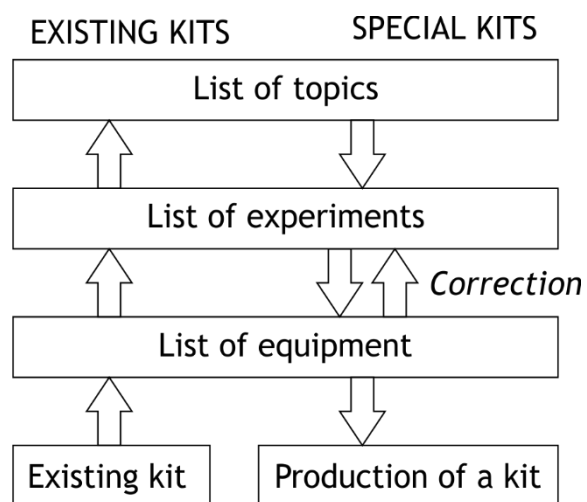 EXISTING KITS
SPECIAL KITS
List of topics
List of experiments
Correction
List of equipment
Existing kit
Production of a kit